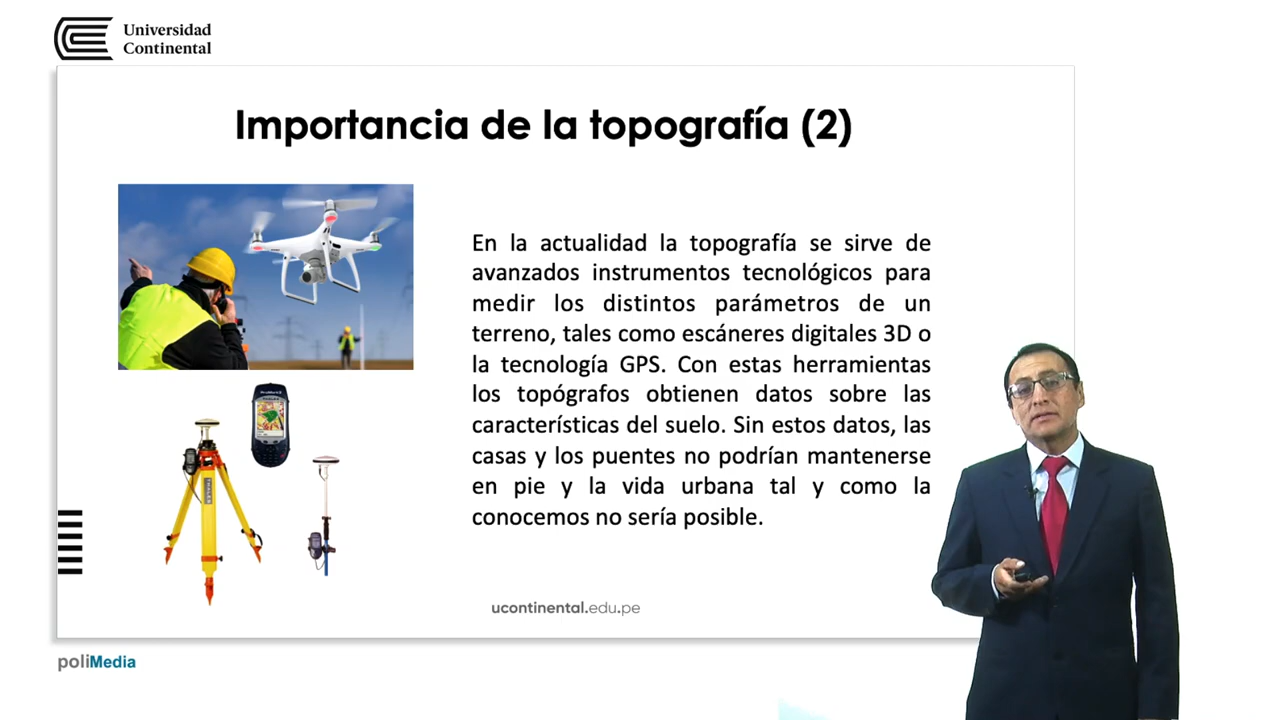 Universidad
Continental
Importancia de la topografía (2)
En la actualidad la topografía se sirve de
avanzados instrumentos tecnológicos para
medir los distintos parámetros de un
terreno, tales como escáneres digitales 3D o
la tecnología GPS. Con estas herramientas
los topógrafos obtienen datos sobre las
características del suelo. Sin estos datos, las
casas y los puentes no podrían mantenerse
en pie y la vida urbana tal y como la
conocemos no sería posible.
ucontinental.edu.pe
poliMedia